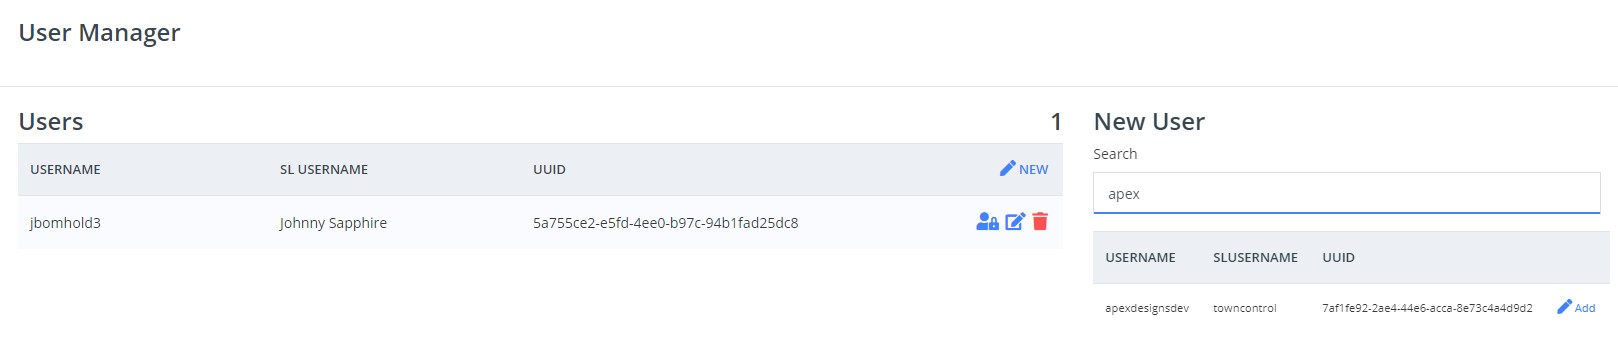 User Manager
Users 1
USERNAME SL USERNAME UUID NEW
jbomhold3 Johnny Sapphire 5a755ce2-e5fd-4ee0-b97c-94b1fad25dc8
New User
Search
apex
USERNAME SLUSERNAME UUID
apexdesignsdev towncontrol 7af1fe92-2ae4-44e6-acca-8e73c4a4d9d2 Add